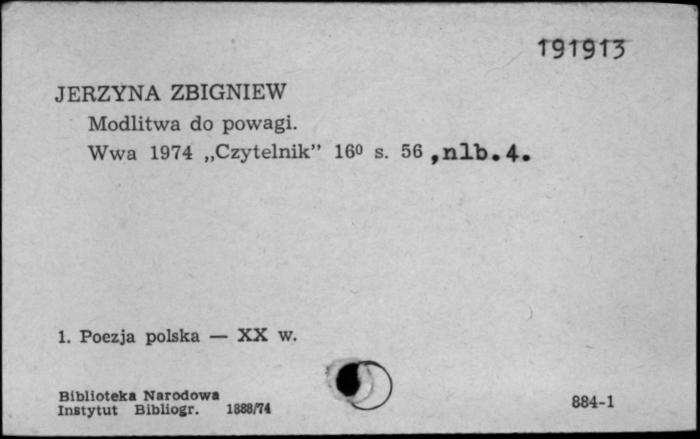 191913
JERZYNA ZBIGNIEW
Modlitwa do powagi.
Wwa 1974 „Czytelnik” 16⁰ s. 56 ,nlb.4.
1. Poezja polska — XX w.
Biblioteka Narodowa
Instytut Bibliogr. 1888/74
884-1